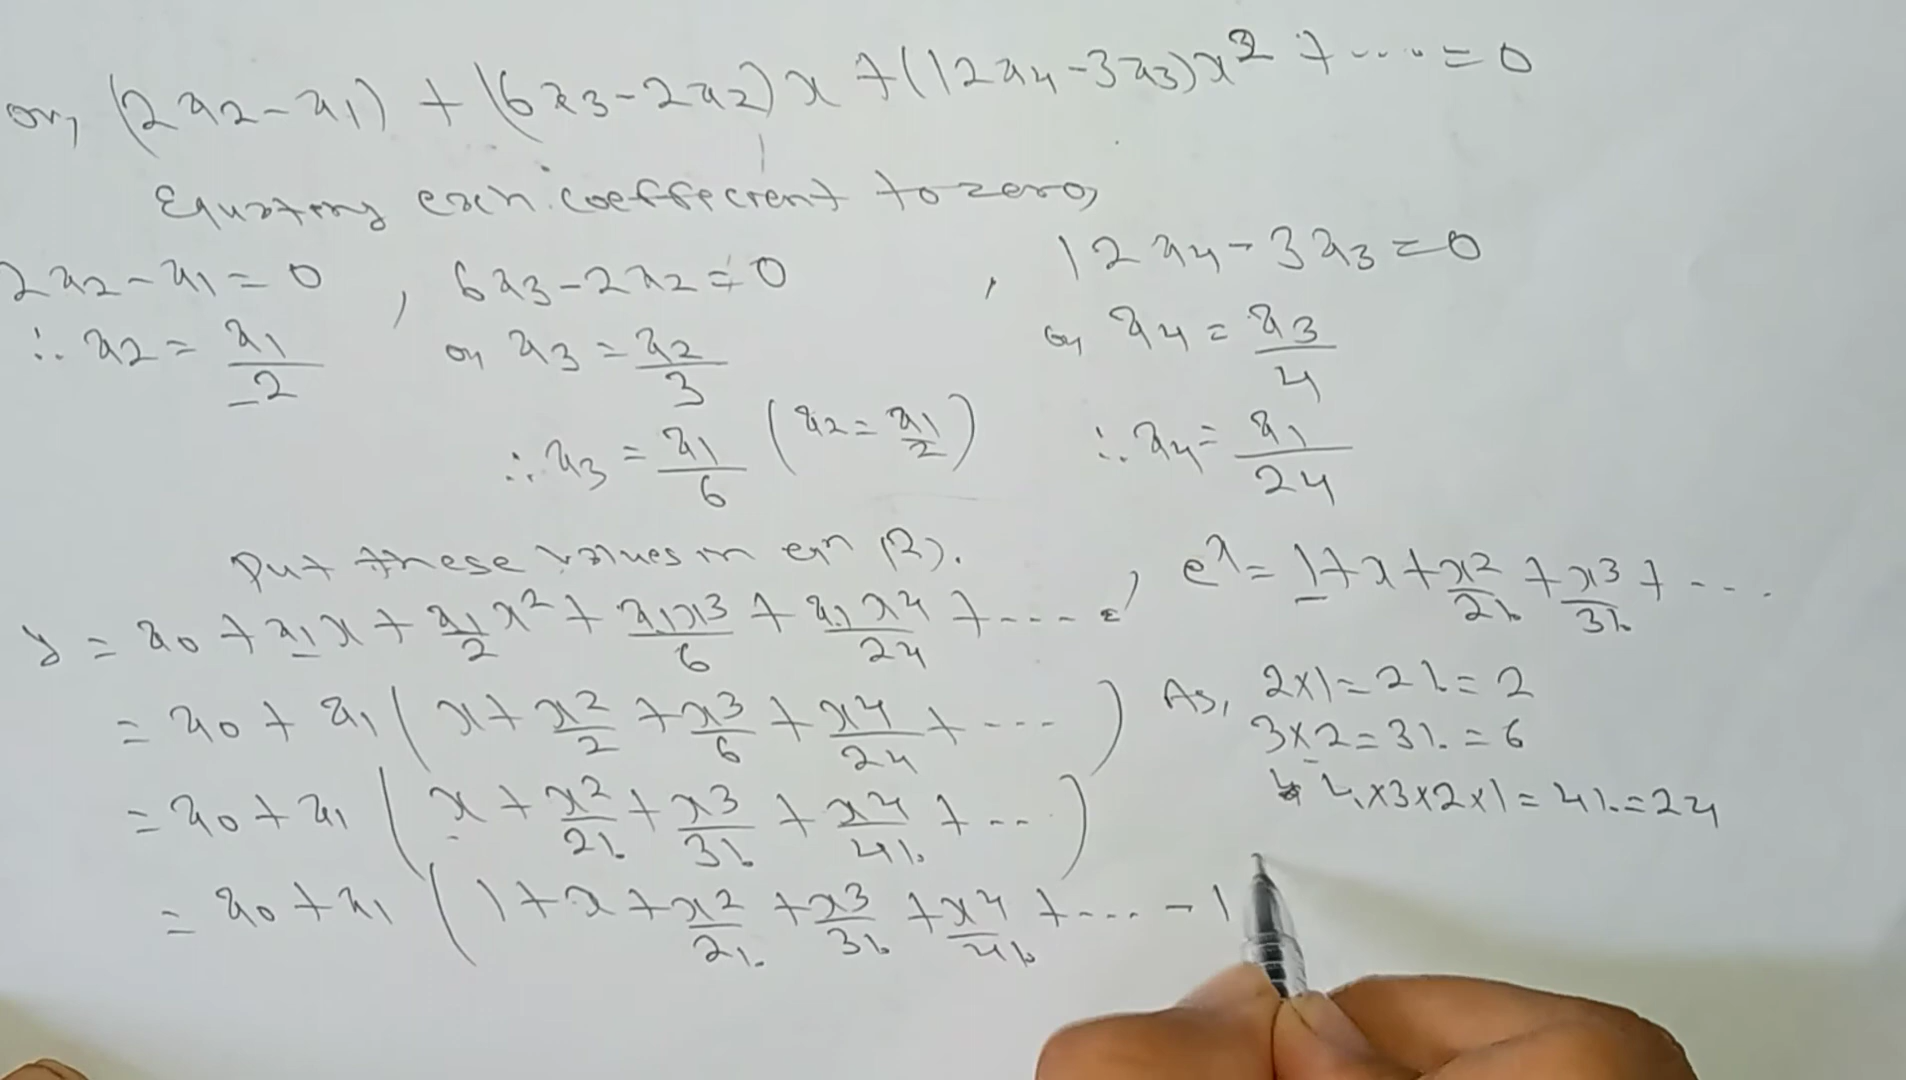 or, (2a2-a1) + (6a3-2a2)x + (12a4-3a3)x² + .... = 0
Equating each coeffecient to zero,
2a2-a1=0 , 6a3-2a2=0 , 12a4-3a3=0
∴ a2 = a1/2 or a3 = a2/3 or a4 = a3/4
∴ a3 = a1/6 (a2 = a1/2) ∴ a4 = a1/24
Put these values in eqn (2).
y = a0 + a1x + a1/2 x² + a1x³/6 + a1x⁴/24 + .... , e^x = 1+x+x²/2! + x³/3! + ....
= a0 + a1 (x + x²/2 + x³/6 + x⁴/24 + ...) As, 2×1=2!=2
3×2=3!=6
= a0 + a1 (x + x²/2! + x³/3! + x⁴/4! + ..) 4×3×2×1=4!=24
= a0 + a1 (1+x+x²/2! + x³/3! + x⁴/4! + .... - 1